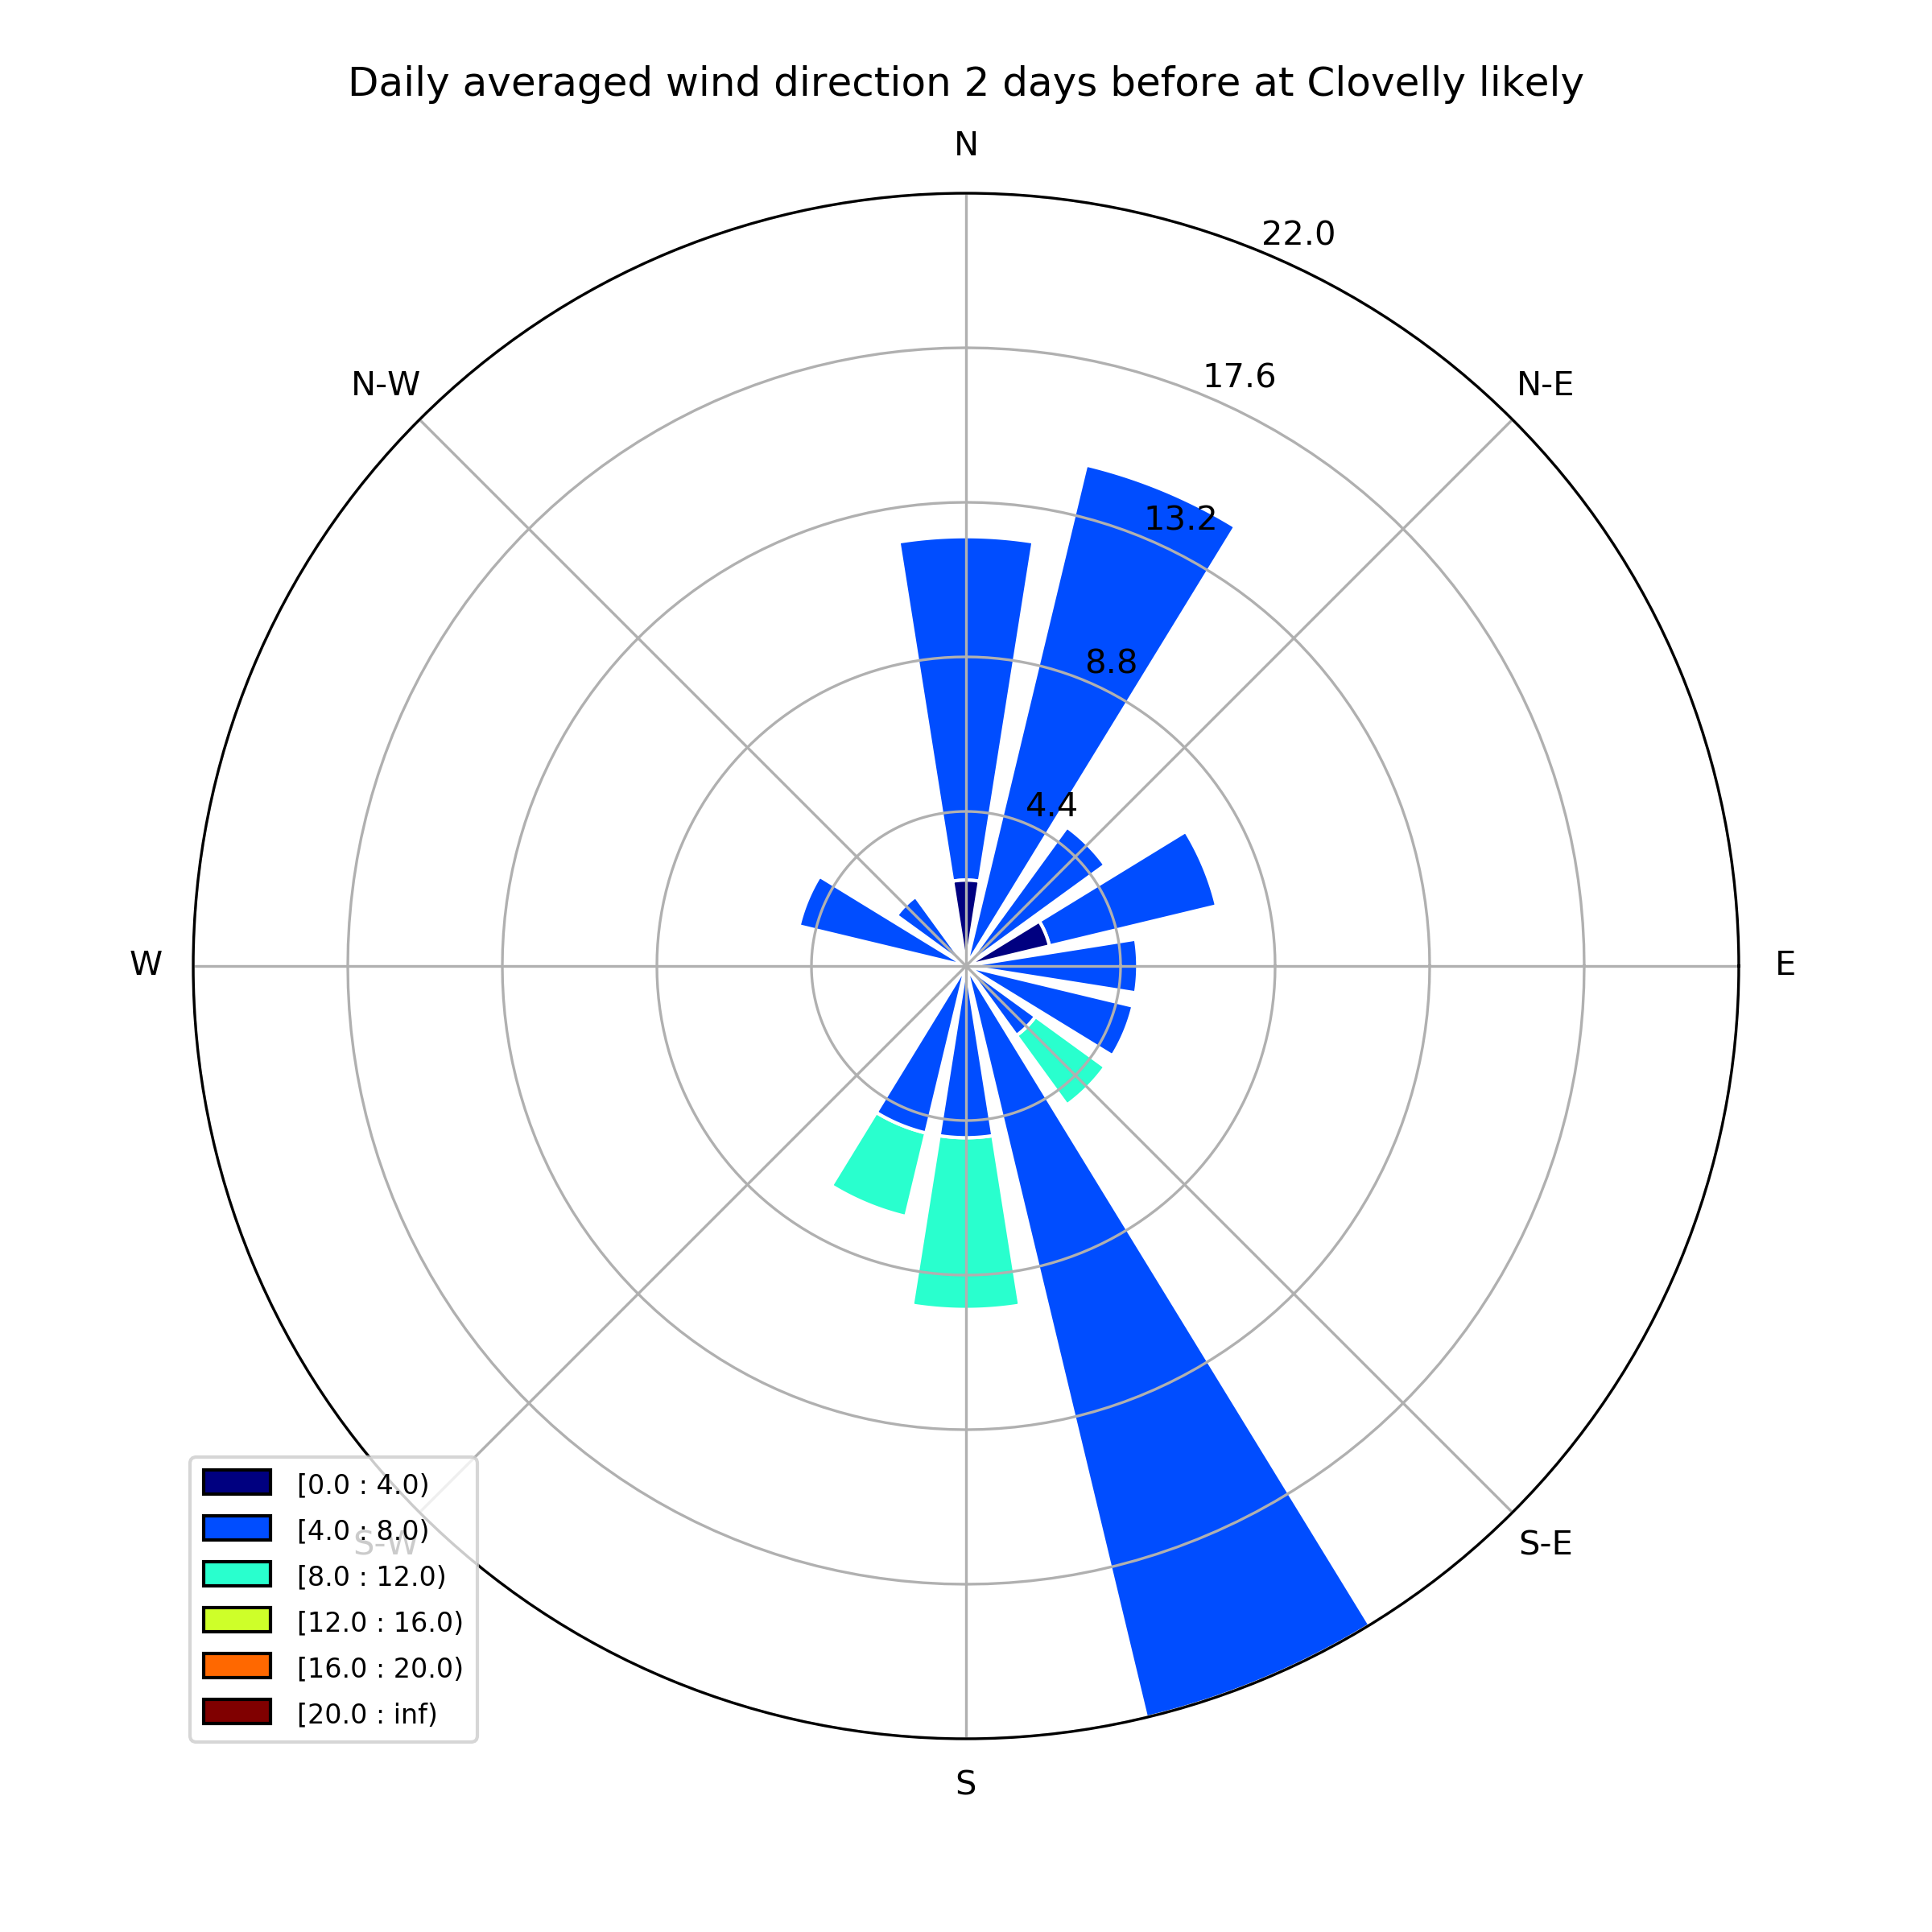 Daily averaged wind direction 2 days before at Clovelly likely
N
22.0
17.6
N-W
N-E
13.2
8.8
4.4
W
E
[0.0 : 4.0)
[4.0 : 8.0)
S-W
S-E
[8.0 : 12.0)
[12.0 : 16.0)
[16.0 : 20.0)
[20.0 : inf)
S